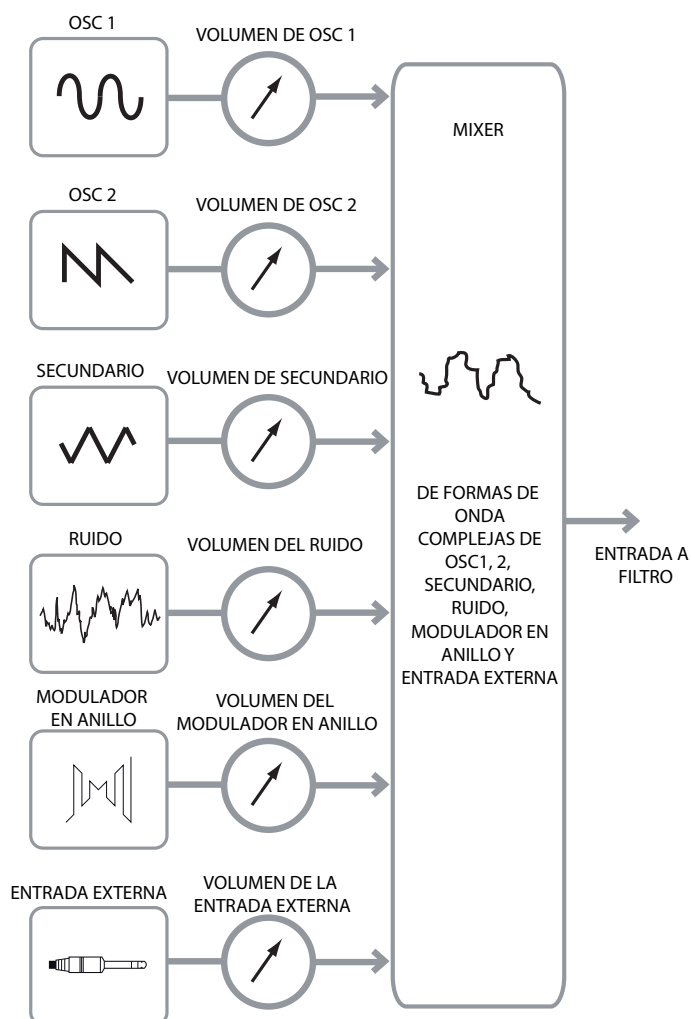 OSC 1
VOLUMEN DE OSC 1
MIXER
OSC 2
VOLUMEN DE OSC 2
SECUNDARIO
VOLUMEN DE SECUNDARIO
DE FORMAS DE
ONDA
COMPLEJAS DE
OSC1, 2,
SECUNDARIO,
RUIDO,
MODULADOR EN
ANILLO Y
ENTRADA EXTERNA
ENTRADA A
FILTRO
RUIDO
VOLUMEN DEL RUIDO
MODULADOR
EN ANILLO
VOLUMEN DEL
MODULADOR EN ANILLO
ENTRADA EXTERNA
VOLUMEN DE LA
ENTRADA EXTERNA